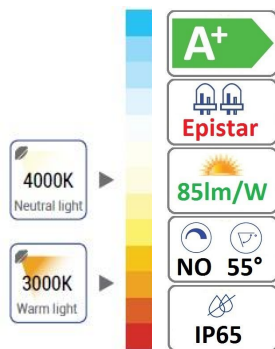 A+
Epistar
4000K
Neutral light
85lm/W
3000K
Warm light
NO 55°
IP65